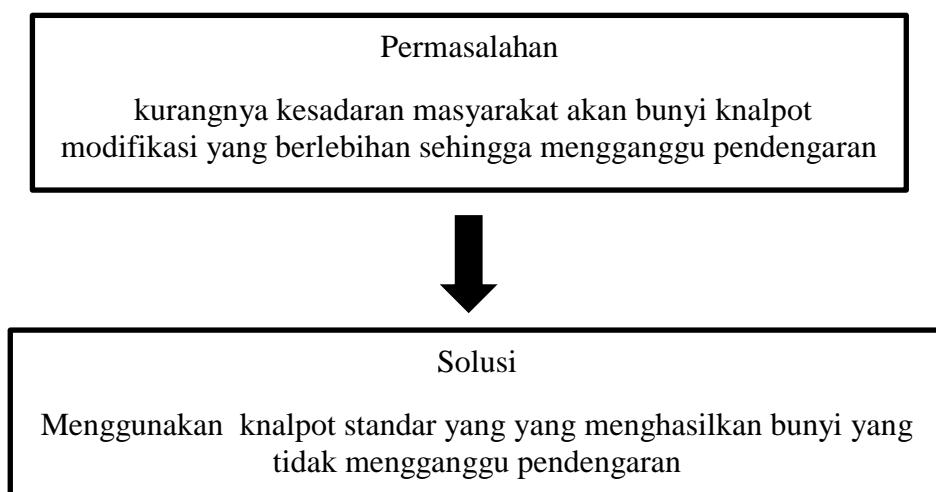 Permasalahan
kurangnya kesadaran masyarakat akan bunyi knalpot
modifikasi yang berlebihan sehingga mengganggu pendengaran
Solusi
Menggunakan knalpot standar yang yang menghasilkan bunyi yang
tidak mengganggu pendengaran